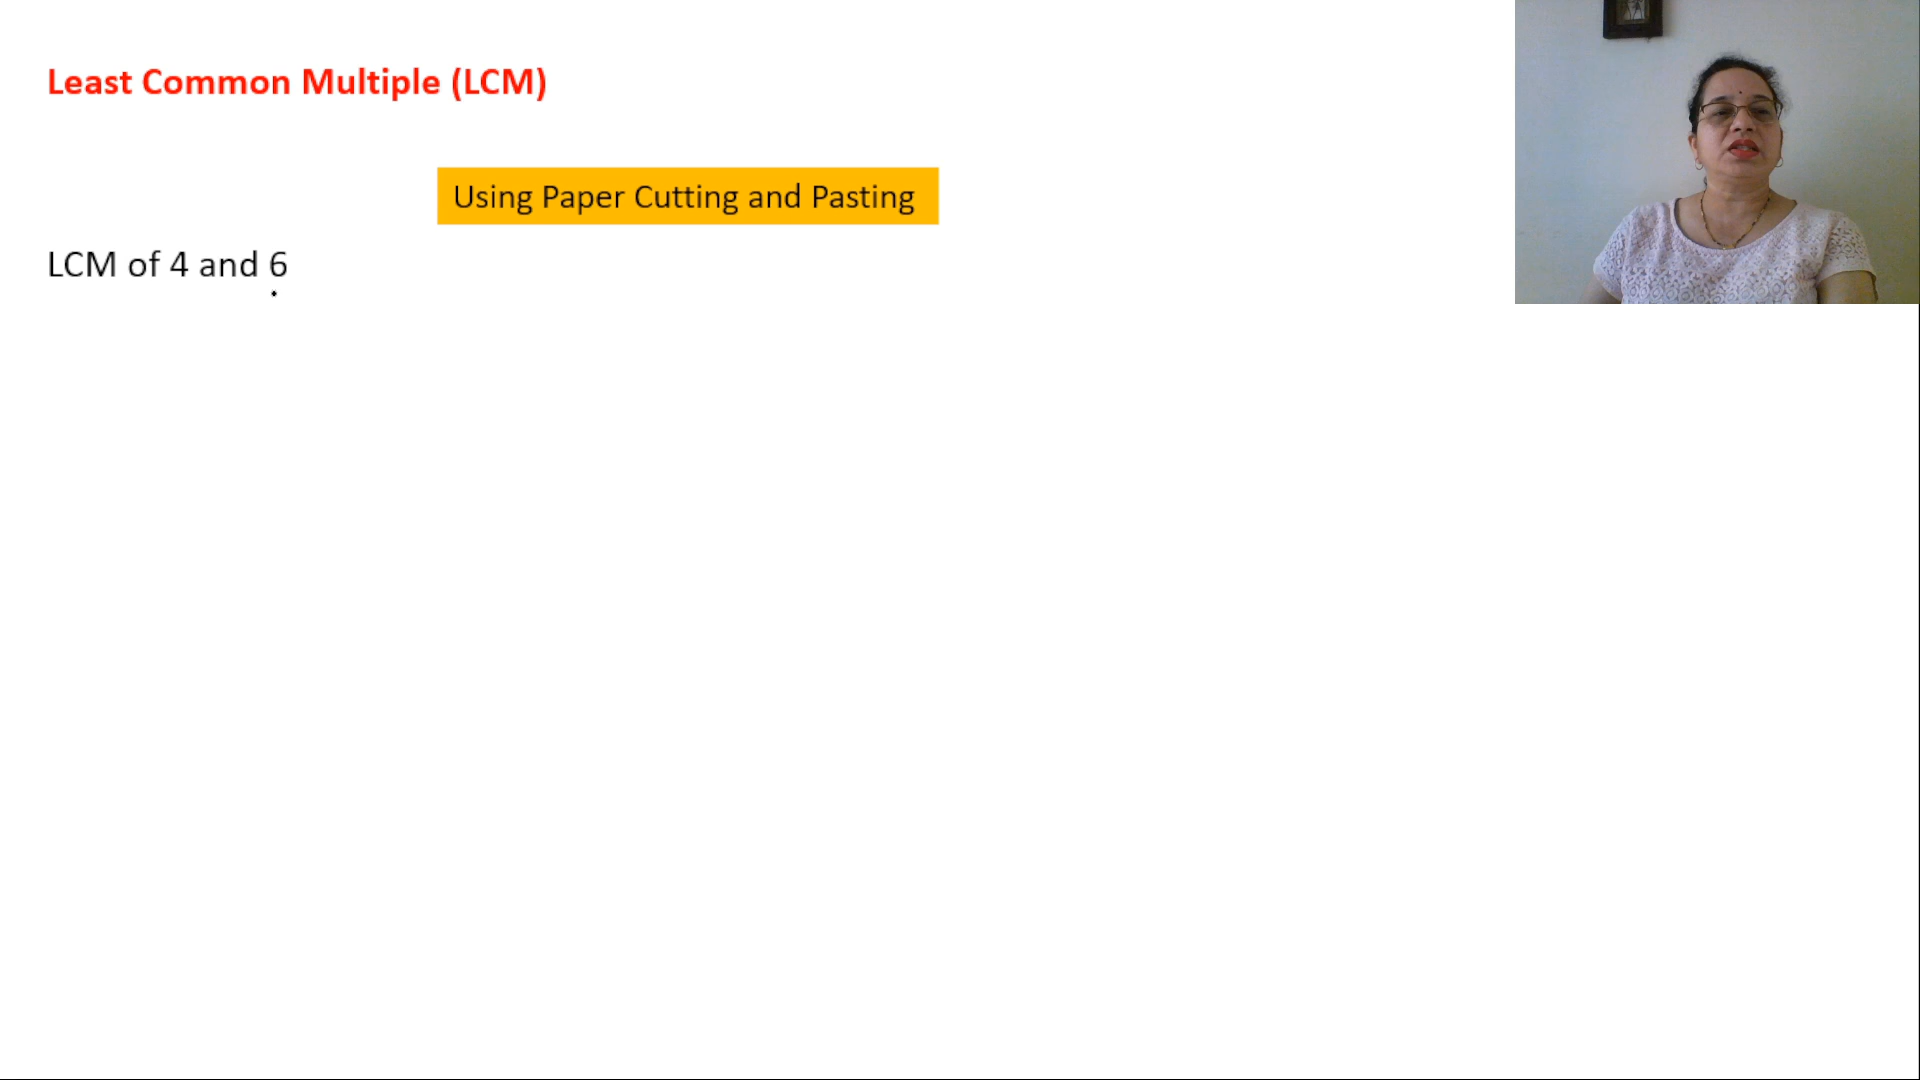 Least Common Multiple (LCM)
Using Paper Cutting and Pasting
LCM of 4 and 6